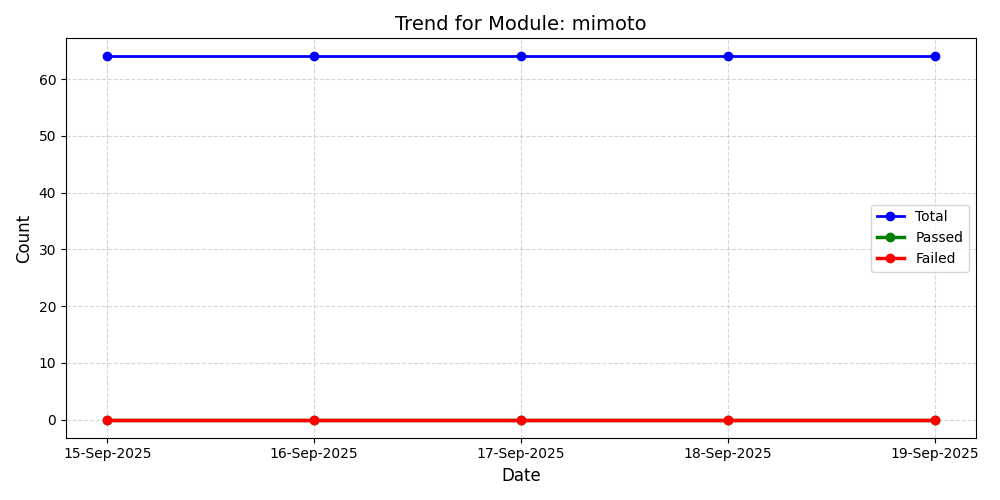 Trend for Module: mimoto
Count
60
50
40
30
20
10
0
Total
Passed
Failed
15-Sep-2025
16-Sep-2025
17-Sep-2025
18-Sep-2025
19-Sep-2025
Date